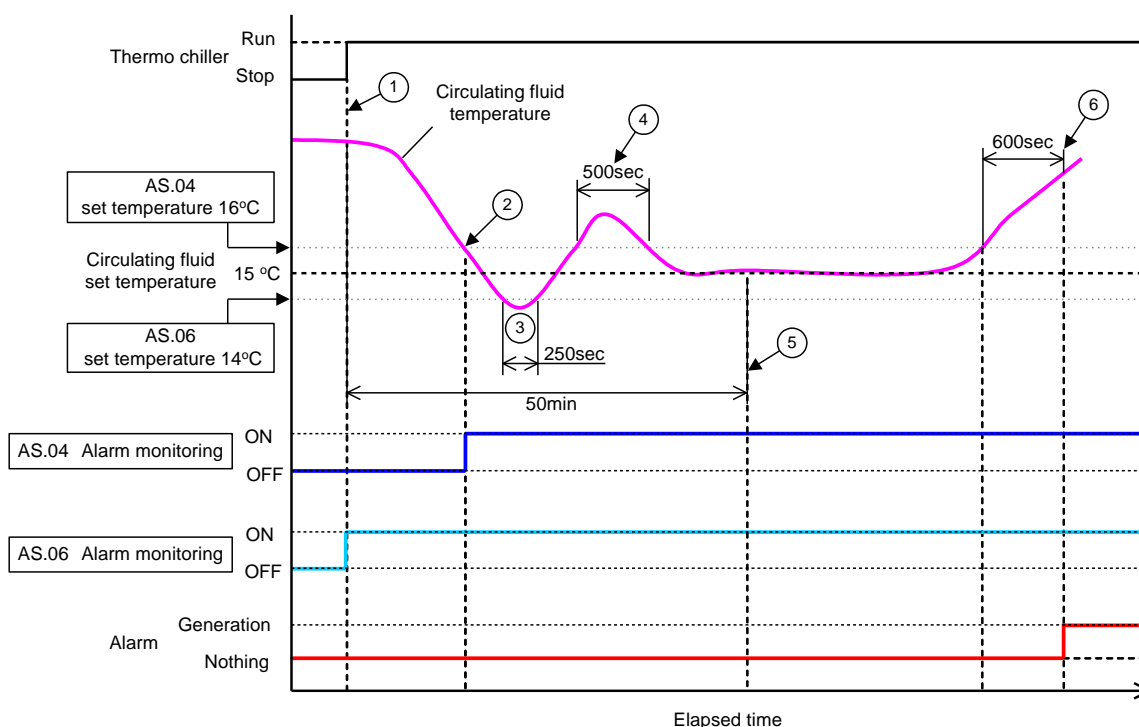 Run
Thermo chiller
Stop
1
Circulating fluid
temperature
4
6
500sec
600sec
AS.04
set temperature 16ºC
2
Circulating fluid
set temperature
15 ºC
AS.06
set temperature 14ºC
3
250sec
5
50min
ON
AS.04 Alarm monitoring
OFF
ON
AS.06 Alarm monitoring
OFF
Generation
Alarm
Nothing
Elapsed time